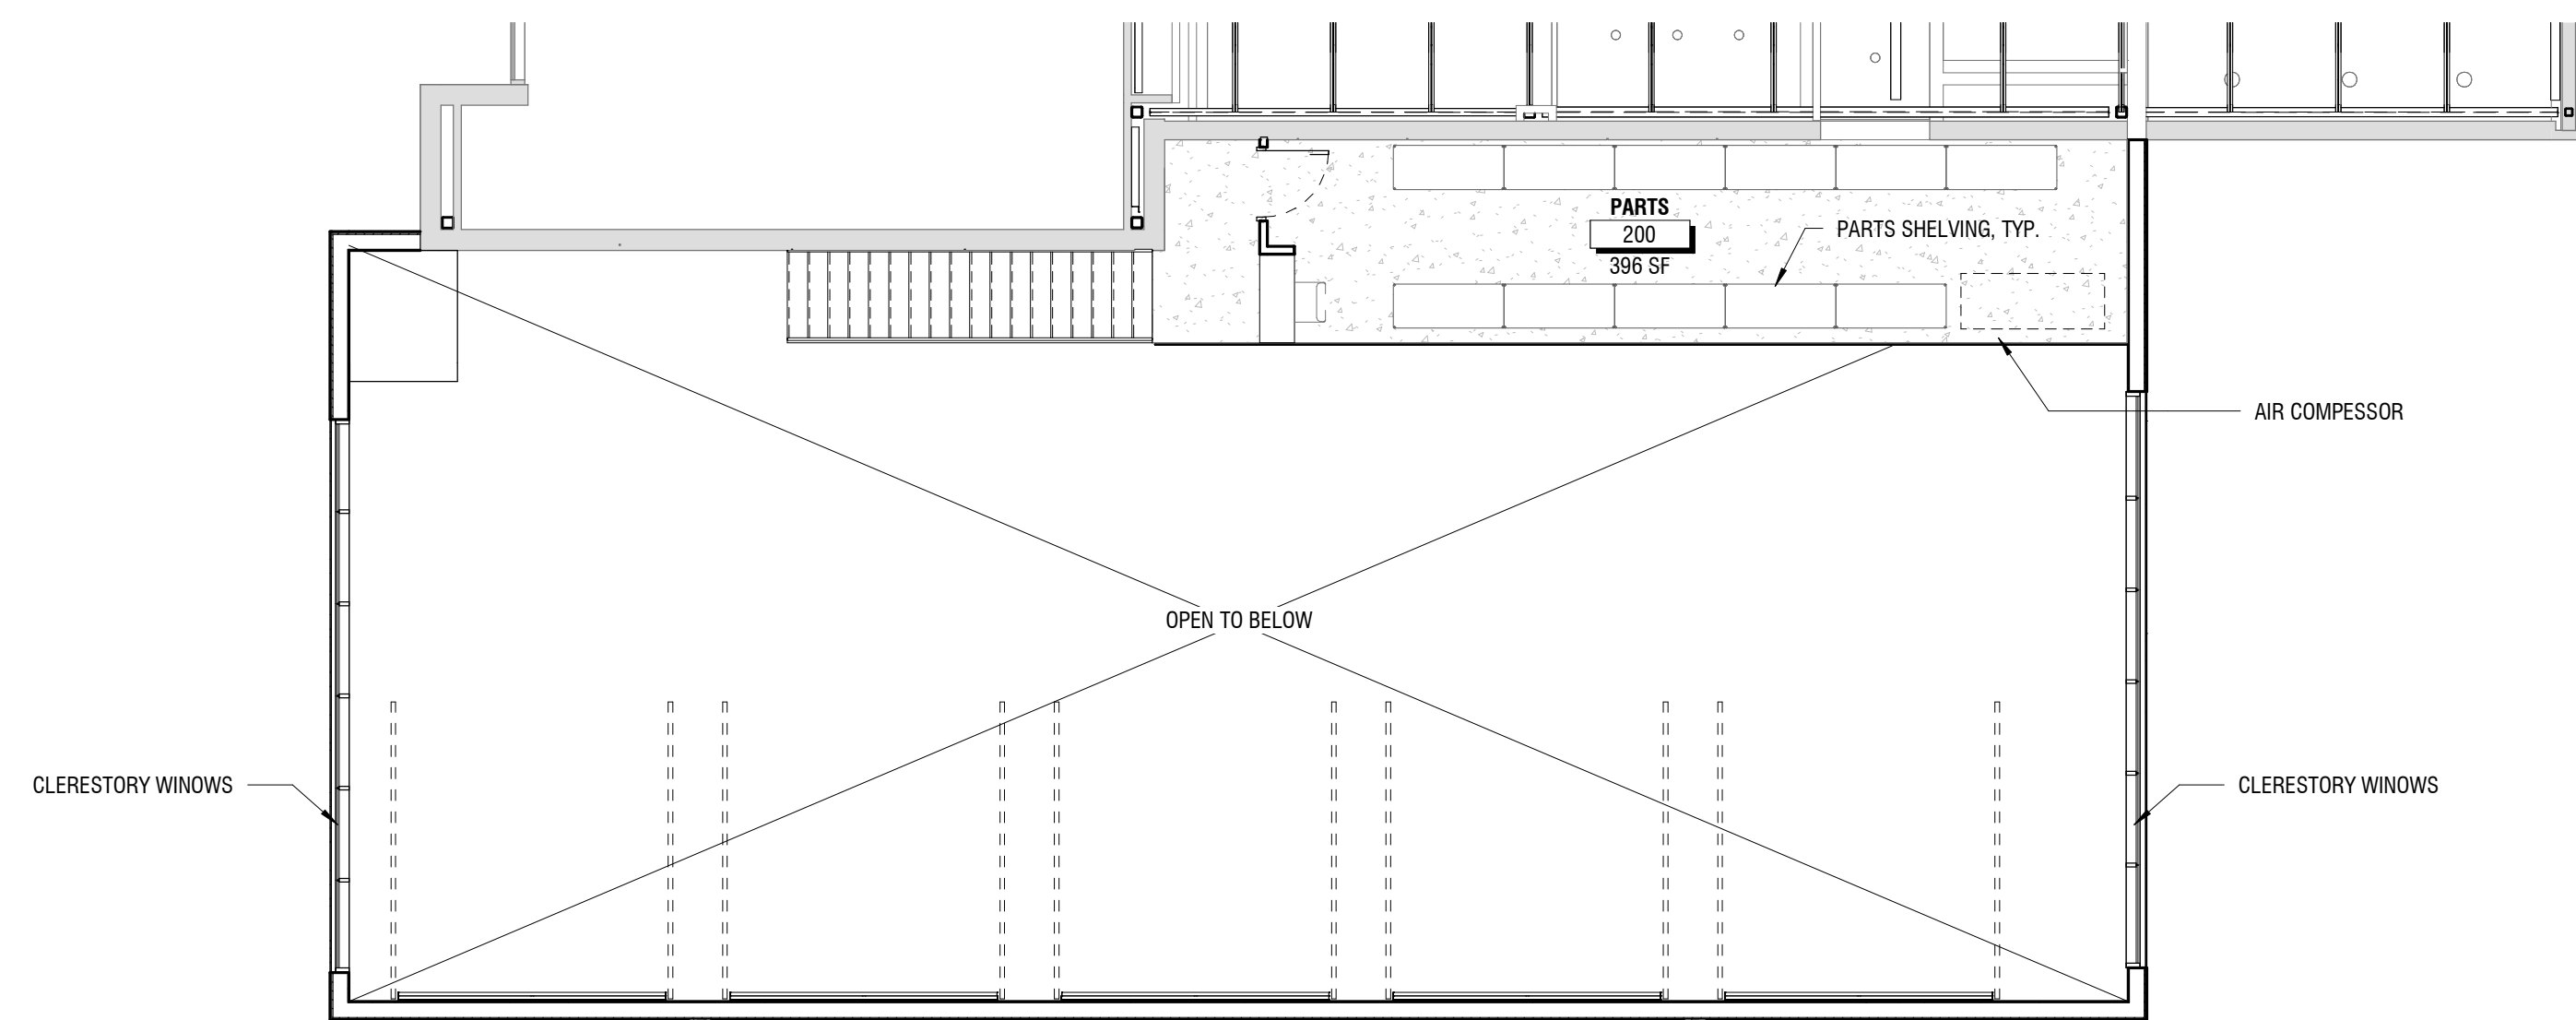 PARTS
200
396 SF
PARTS SHELVING, TYP.
AIR COMPESSOR
OPEN TO BELOW
CLERESTORY WINOWS
CLERESTORY WINOWS